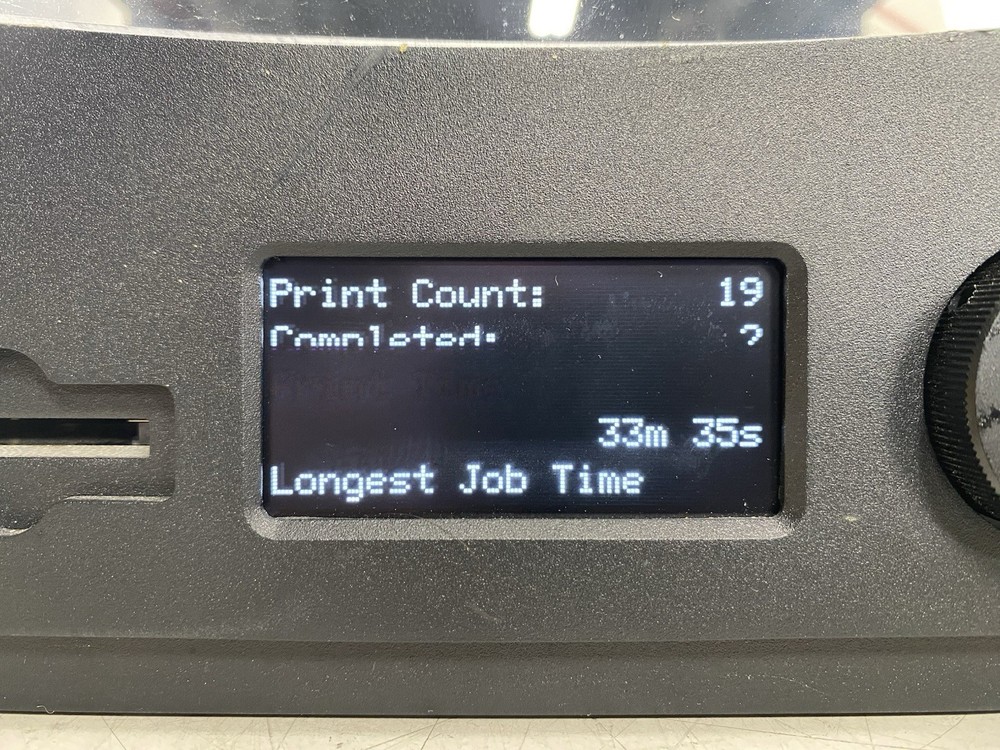 Print Count: 19
Completed:
33m 35s
Longest Job Time